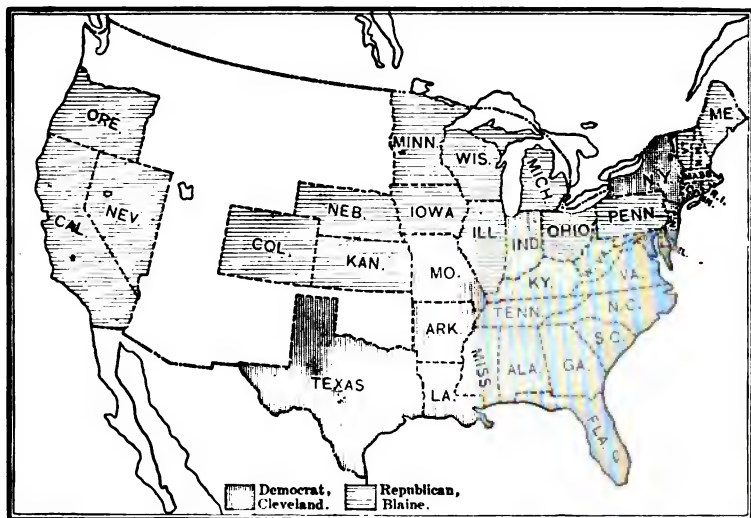 ME.
ORE
MINN.
WIS.
MICH.
N.Y.
MASS.
NEV.
NEB.
IOWA
PENN.
CAL.
COL.
KAN.
ILL.
IND.
OHIO
MO.
KY.
VA.
ARK.
TENN.
N.C.
S.C.
TEXAS
LA.
MISS
ALA.
GA.
FLA.
Democrat,
Cleveland.
Republican,
Blaine.